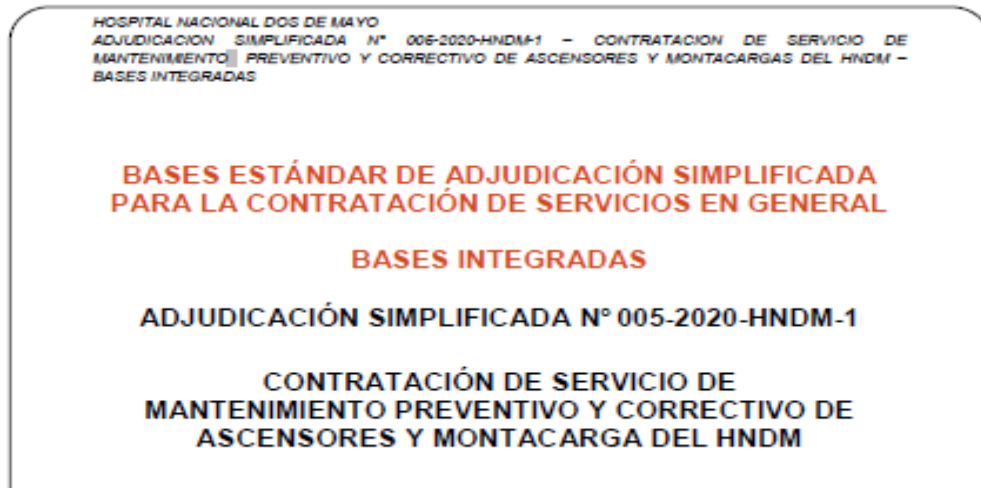 HOSPITAL NACIONAL DOS DE MAYO
ADJUDICACION SIMPLIFICADA N° 006-2020-HNDM-1 – CONTRATACION DE SERVICIO DE
MANTENIMIENTO PREVENTIVO Y CORRECTIVO DE ASCENSORES Y MONTACARGAS DEL HNDM –
BASES INTEGRADAS
BASES ESTÁNDAR DE ADJUDICACIÓN SIMPLIFICADA
PARA LA CONTRATACIÓN DE SERVICIOS EN GENERAL
BASES INTEGRADAS
ADJUDICACIÓN SIMPLIFICADA N° 005-2020-HNDM-1
CONTRATACIÓN DE SERVICIO DE
MANTENIMIENTO PREVENTIVO Y CORRECTIVO DE
ASCENSORES Y MONTACARGA DEL HNDM